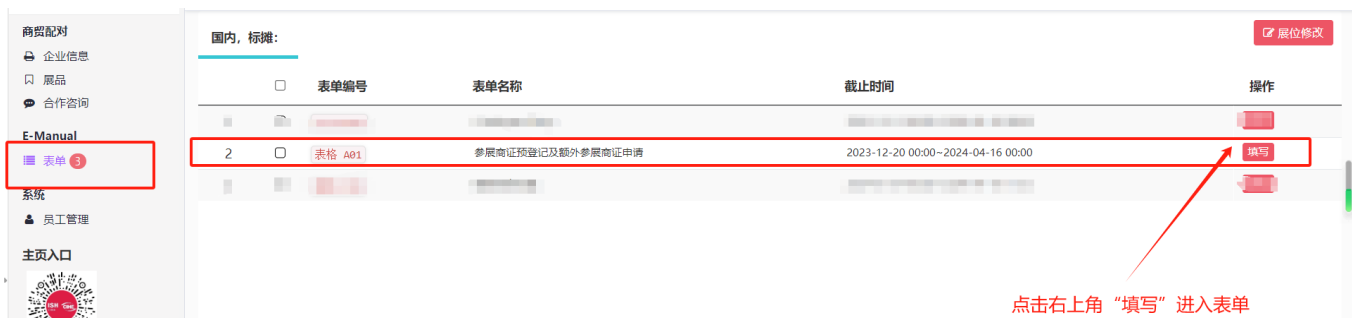 商贸配对
企业信息
展品
合作咨询
E-Manual
表单 3
系统
员工管理
主页入口
国内，标摊：
展位修改
表单编号 表单名称 截止时间 操作
2 表格 A01 参展商证预登记及额外参展商证申请 2023-12-20 00:00~2024-04-16 00:00 填写
点击右上角“填写”进入表单